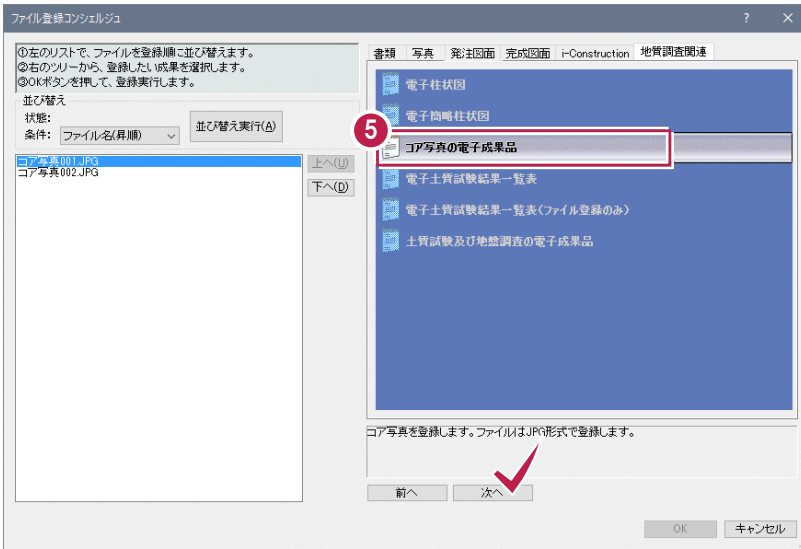 ファイル登録コンシェルジュ
①左のリストで、ファイルを登録順に並び替えます。
②右のツリーから、登録したい成果を選択します。
③OKボタンを押して、登録実行します。
並び替え
状態:
条件: ファイル名(昇順)
並び替え実行(A)
コア写真001.JPG
コア写真002.JPG
上へ(U)
下へ(D)
書類 写真 発注図面 完成図面 i-Construction 地質調査関連
電子柱状図
電子簡略柱状図
5
コア写真の電子成果品
電子土質試験結果一覧表
電子土質試験結果一覧表(ファイル登録のみ)
土質試験及び地盤調査の電子成果品
コア写真を登録します。ファイルはJPG形式で登録します。
前へ 次へ
OK キャンセル